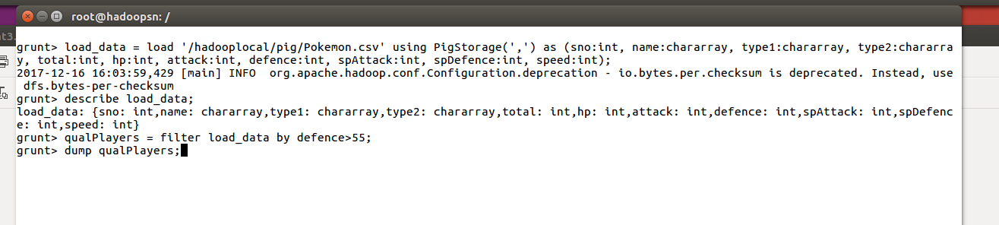 root@hadoopsn: /
nt3.
grunt> load_data = load '/hadooplocal/pig/Pokemon.csv' using PigStorage(',') as (sno:int, name:chararray, type1:chararray, type2:chararra
y, total:int, hp:int, attack:int, defence:int, spAttack:int, spDefence:int, speed:int);
2017-12-16 16:03:59,429 [main] INFO  org.apache.hadoop.conf.Configuration.deprecation - io.bytes.per.checksum is deprecated. Instead, use
 dfs.bytes-per-checksum
grunt> describe load_data;
load_data: {sno: int,name: chararray,type1: chararray,type2: chararray,total: int,hp: int,attack: int,defence: int,spAttack: int,spDefenc
e: int,speed: int}
grunt> qualPlayers = filter load_data by defence>55;
grunt> dump qualPlayers;